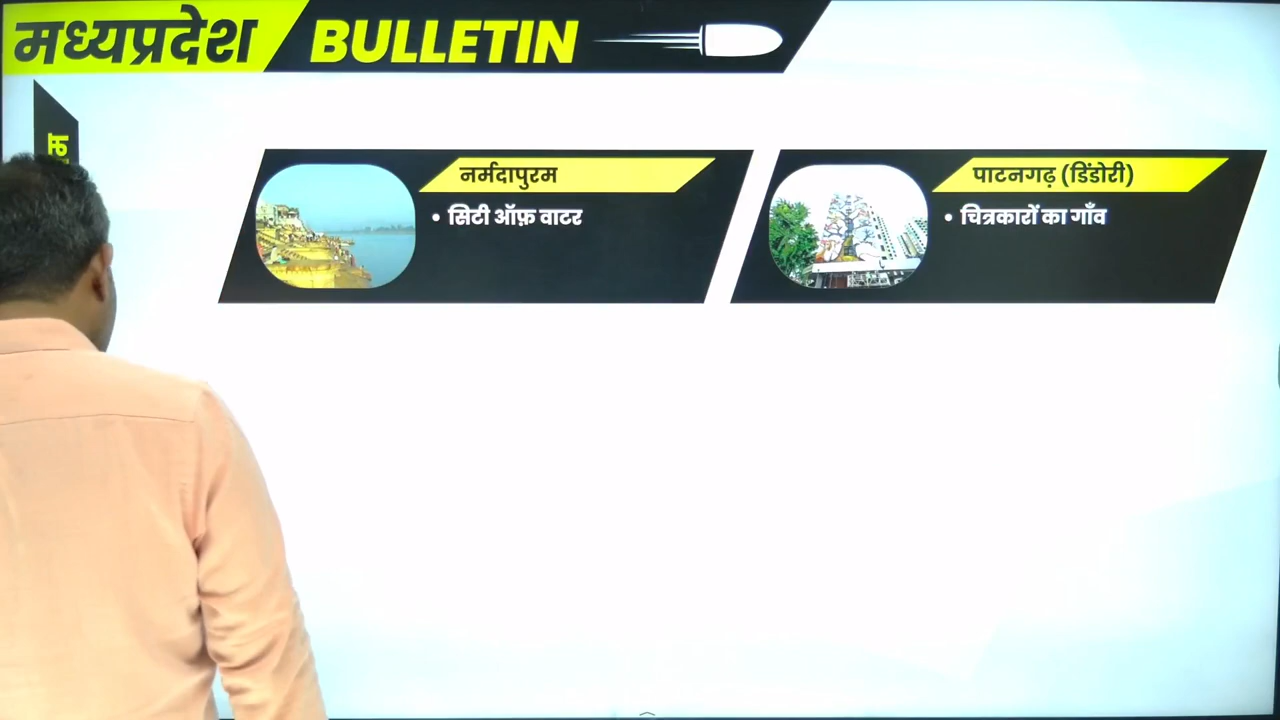 मध्यप्रदेश BULLETIN
नर्मदापुरम
• सिटी ऑफ़ वाटर
पाटनगढ़ (डिंडोरी)
• चित्रकारों का गाँव